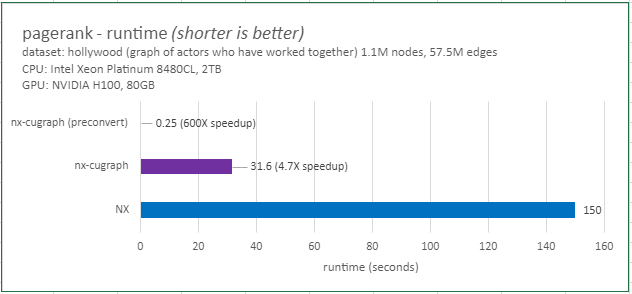 pagerank - runtime (shorter is better)
dataset: hollywood (graph of actors who have worked together) 1.1M nodes, 57.5M edges
CPU: Intel Xeon Platinum 8480CL, 2TB
GPU: NVIDIA H100, 80GB
nx-cugraph (preconvert) 0.25 (600X speedup)
nx-cugraph 31.6 (4.7X speedup)
NX 150
0 20 40 60 80 100 120 140 160
runtime (seconds)